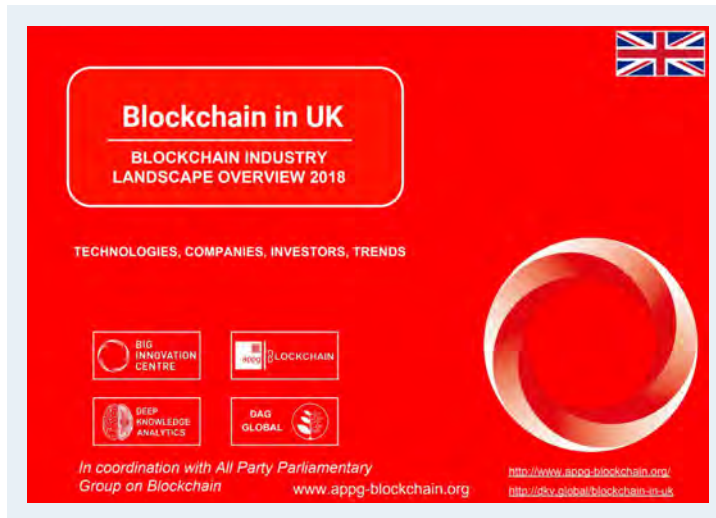 Blockchain in UK
BLOCKCHAIN INDUSTRY
LANDSCAPE OVERVIEW 2018
TECHNOLOGIES, COMPANIES, INVESTORS, TRENDS
BIG
INNOVATION
CENTRE
appg BLOCKCHAIN
DEEP
KNOWLEDGE
ANALYTICS
DAG
GLOBAL
In coordination with All Party Parliamentary
Group on Blockchain
www.appg-blockchain.org
http://www.appg-blockchain.org/
http://dkv.global/blockchain-in-uk